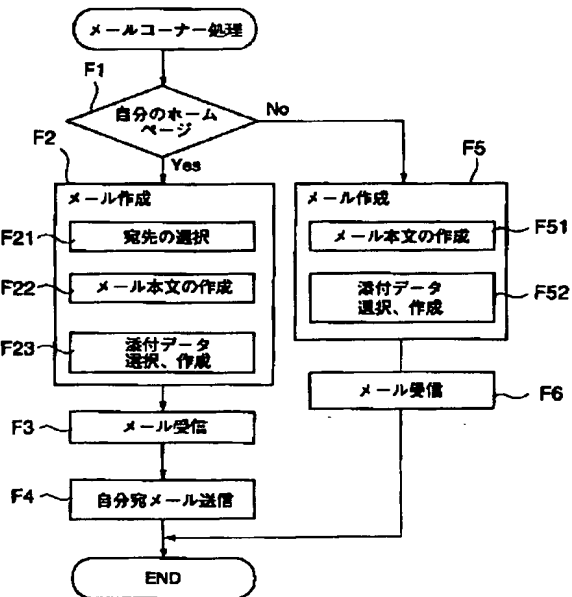 メールコーナー処理
F1
自分のホーム
ページ
No
Yes
F2
メール作成
F21
宛先の選択
F22
メール本文の作成
F23
添付データ
選択、作成
F3
メール受信
F4
自分宛メール送信
F5
メール作成
メール本文の作成
F51
添付データ
選択、作成
F52
メール受信
F6
END